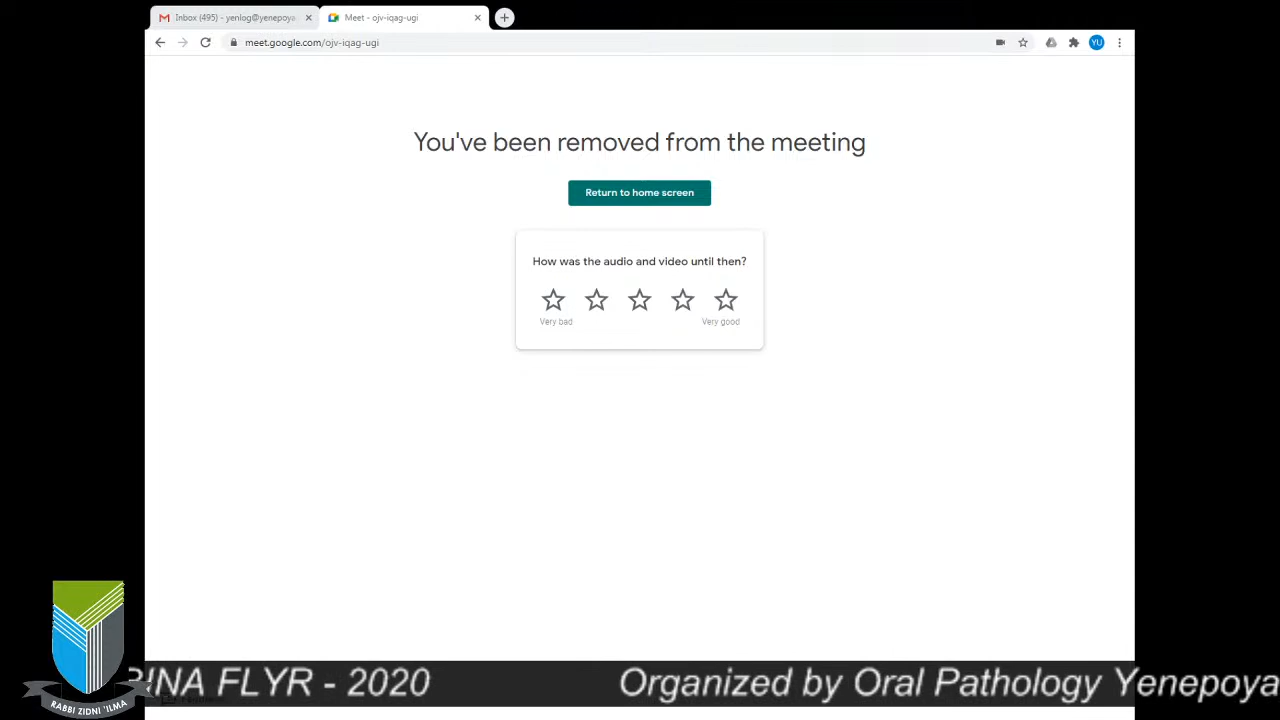 Inbox (495) - yenlog@yenepoya
Meet - ojv-iqag-ugi
meet.google.com/ojv-iqag-ugi
YU
You've been removed from the meeting
Return to home screen
How was the audio and video until then?
Very bad
Very good
INA FLYR - 2020
Organized by Oral Pathology Yenepoya
RABBI ZIDNI 'ILMA